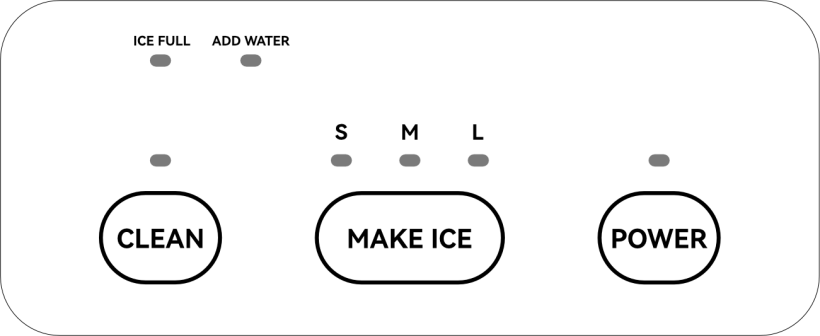 ICE FULL ADD WATER
S M L
CLEAN MAKE ICE POWER